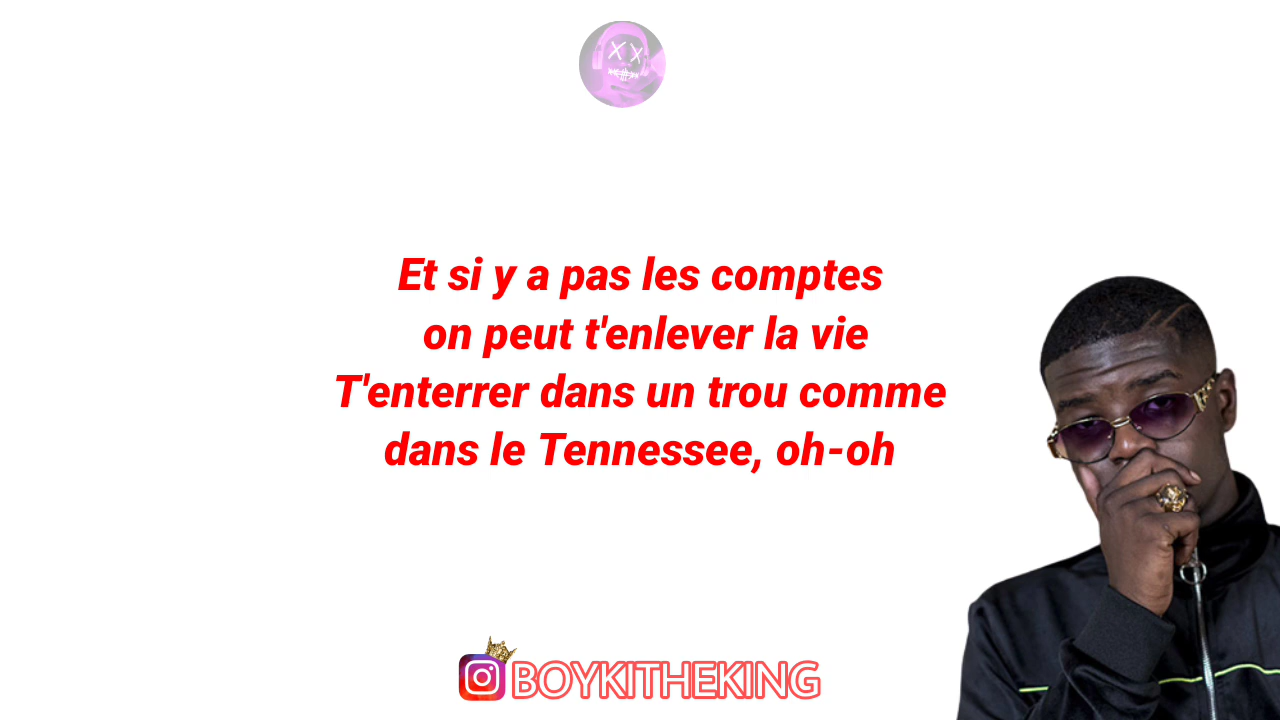 Et si y a pas les comptes
on peut t'enlever la vie
T'enterrer dans un trou comme
dans le Tennessee, oh-oh
BOYKITHEKING